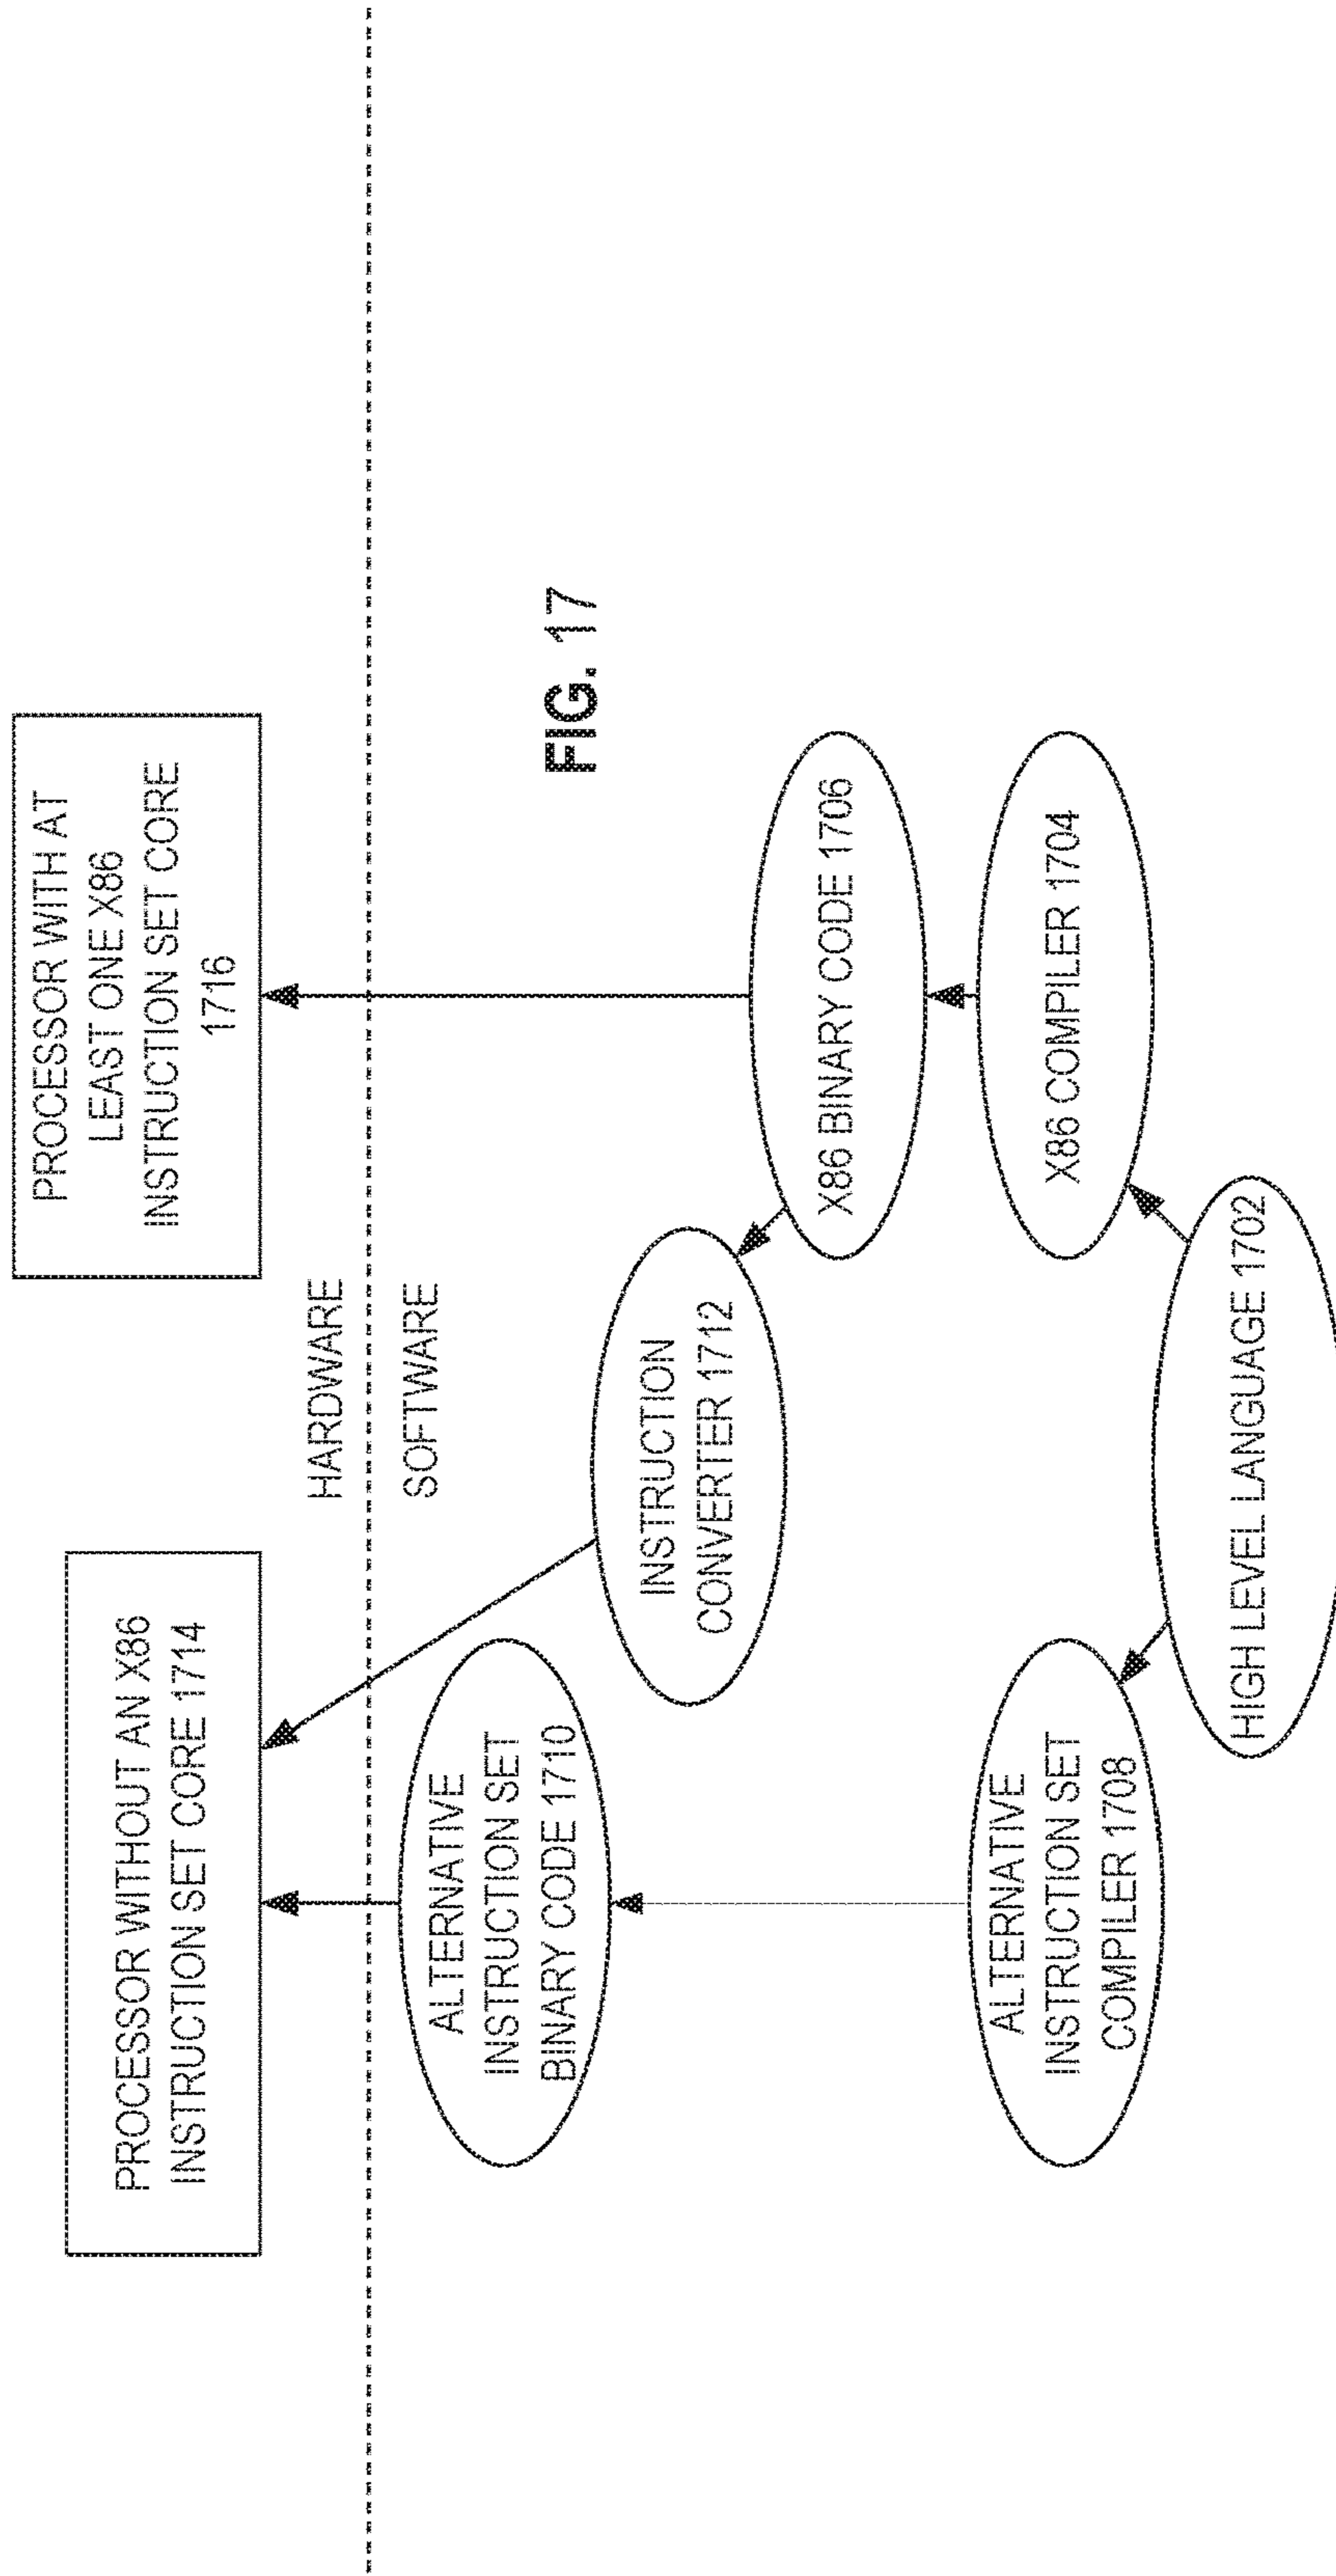 PROCESSOR WITHOUT AN X86
INSTRUCTION SET CORE 1714
PROCESSOR WITH AT
LEAST ONE X86
INSTRUCTION SET CORE
1716
HARDWARE
SOFTWARE
ALTERNATIVE
INSTRUCTION SET
BINARY CODE 1710
INSTRUCTION
CONVERTER 1712
FIG. 17
X86 BINARY CODE 1706
ALTERNATIVE
INSTRUCTION SET
COMPILER 1708
X86 COMPILER 1704
HIGH LEVEL LANGUAGE 1702